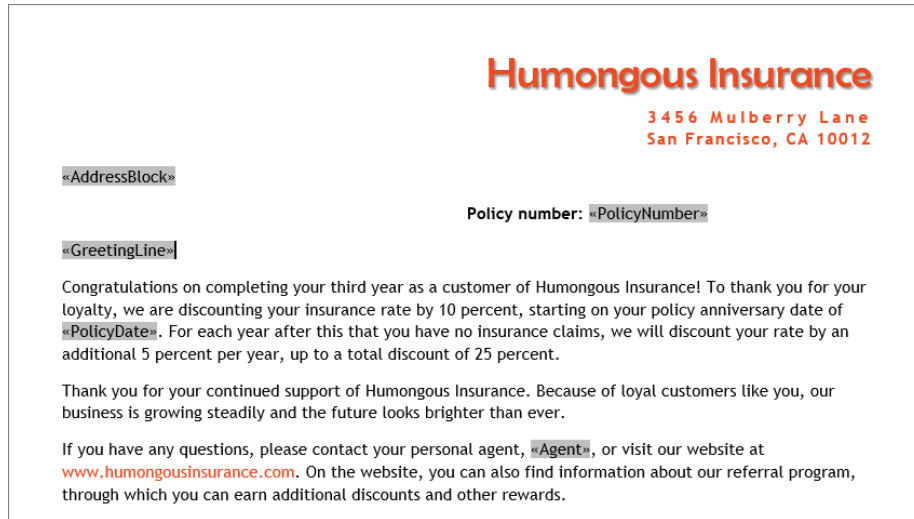 Humongous Insurance
3456 Mulberry Lane
San Francisco, CA 10012
«AddressBlock»
Policy number: «PolicyNumber»
«GreetingLine»
Congratulations on completing your third year as a customer of Humongous Insurance! To thank you for your
loyalty, we are discounting your insurance rate by 10 percent, starting on your policy anniversary date of
«PolicyDate». For each year after this that you have no insurance claims, we will discount your rate by an
additional 5 percent per year, up to a total discount of 25 percent.
Thank you for your continued support of Humongous Insurance. Because of loyal customers like you, our
business is growing steadily and the future looks brighter than ever.
If you have any questions, please contact your personal agent, «Agent», or visit our website at
www.humongousinsurance.com. On the website, you can also find information about our referral program,
through which you can earn additional discounts and other rewards.